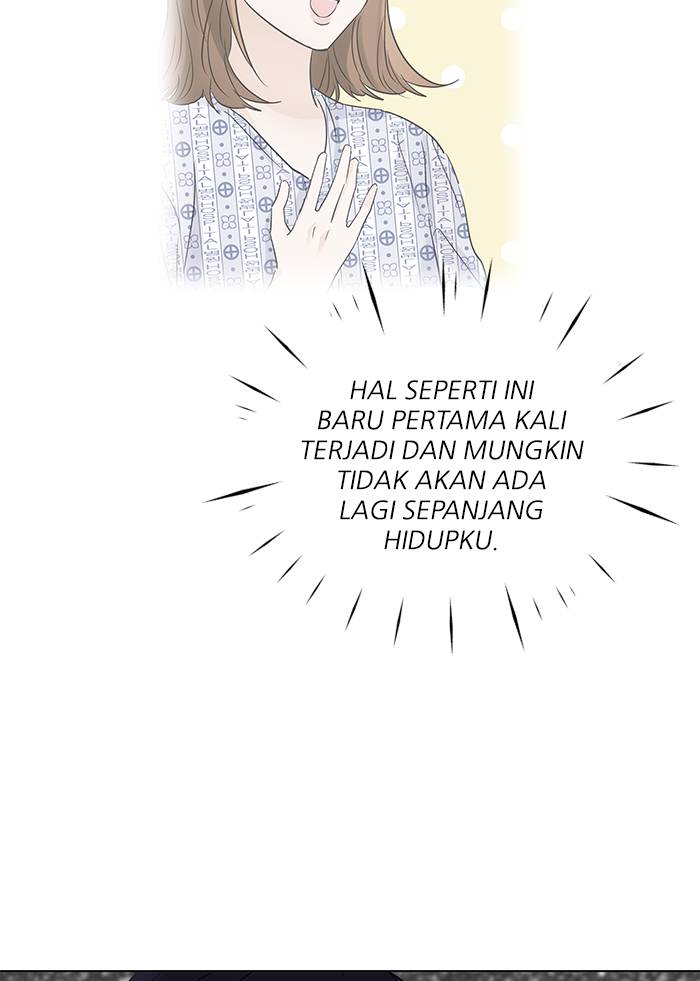 HAL SEPERTI INI
BARU PERTAMA KALI
TERJADI DAN MUNGKIN
TIDAK AKAN ADA
LAGI SEPANJANG
HIDUPKU.